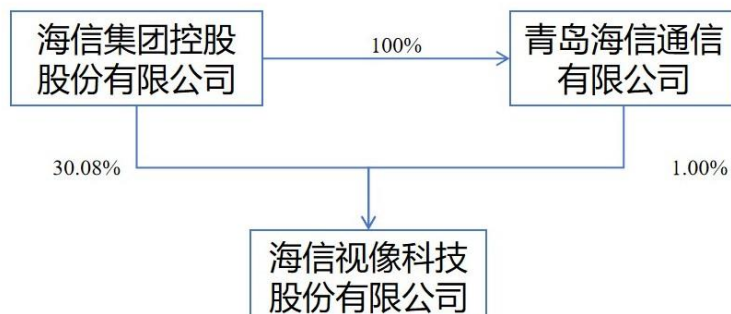 海信集团控股
股份有限公司
100%
青岛海信通信
有限公司
30.08%
1.00%
海信视像科技
股份有限公司